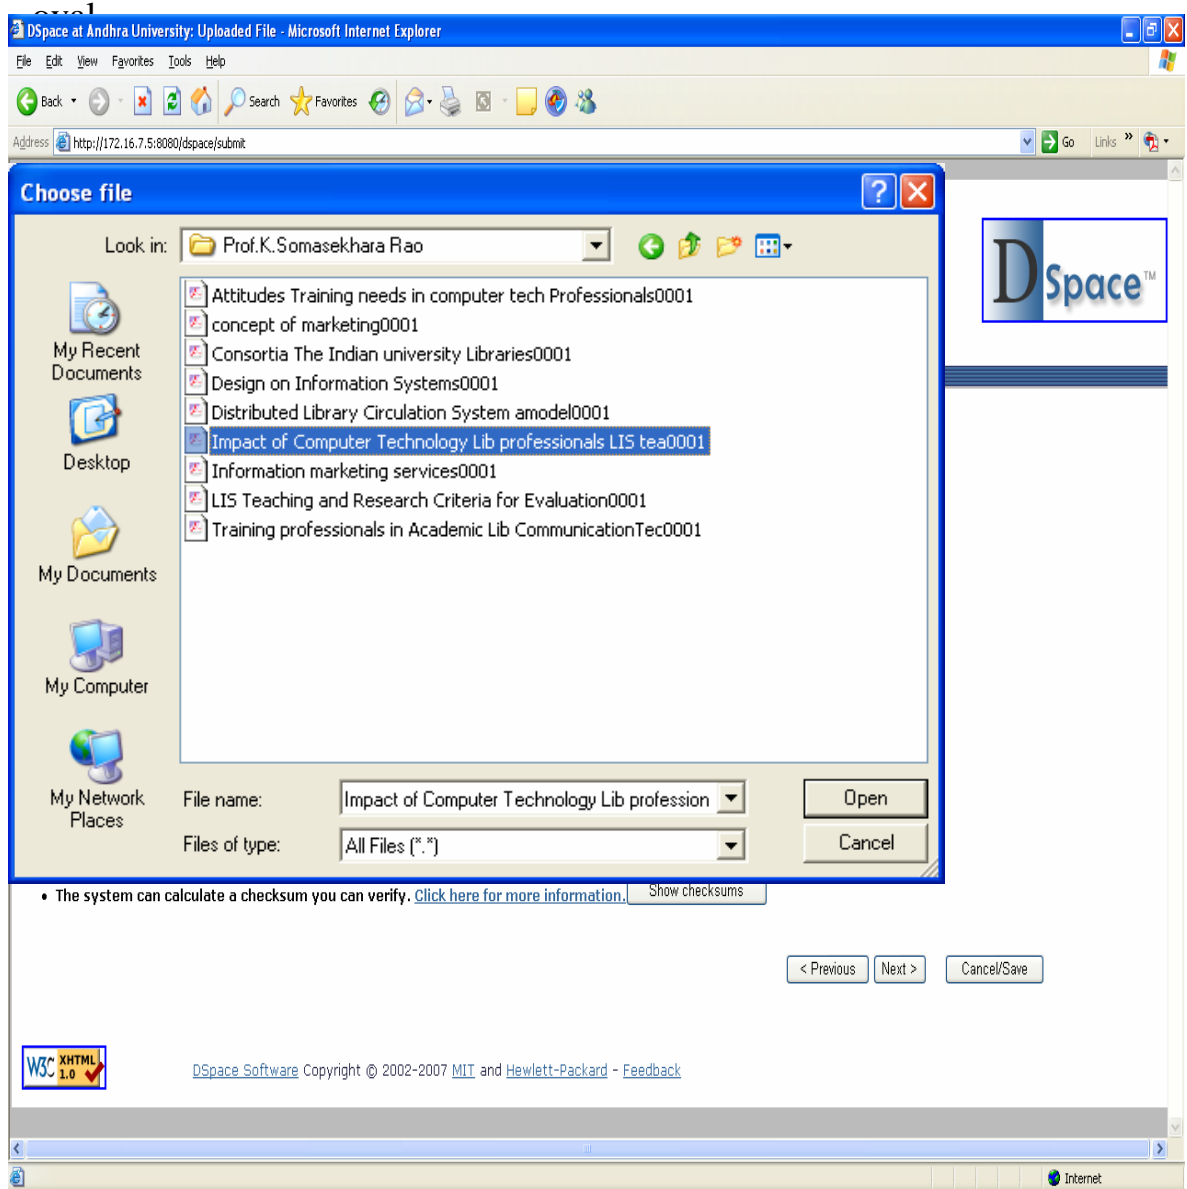 oval
DSpace at Andhra University: Uploaded File - Microsoft Internet Explorer
File Edit View Favorites Tools Help
Back Search Favorites
Address http://172.16.7.5:8080/dspace/submit Go Links »
Choose file
Look in: Prof.K.Somasekhara Rao
DSpace™
Attitudes Training needs in computer tech Professionals0001
concept of marketing0001
Consortia The Indian university Libraries0001
Design on Information Systems0001
Distributed Library Circulation System amodel0001
Impact of Computer Technology Lib professionals LIS tea0001
Information marketing services0001
LIS Teaching and Research Criteria for Evaluation0001
Training professionals in Academic Lib CommunicationTec0001
My Recent
Documents
Desktop
My Documents
My Computer
My Network
Places
File name: Impact of Computer Technology Lib profession Open
Files of type: All Files (*.*) Cancel
• The system can calculate a checksum you can verify. Click here for more information. Show checksums
< Previous Next > Cancel/Save
W3C XHTML 1.0
DSpace Software Copyright © 2002-2007 MIT and Hewlett-Packard - Feedback
Internet